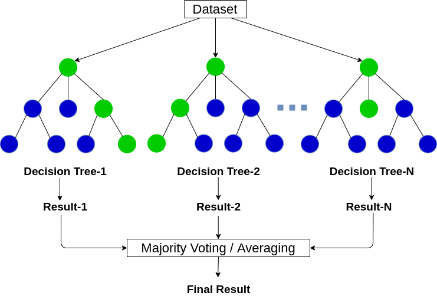 Dataset
Decision Tree-1 Decision Tree-2 Decision Tree-N
Result-1 Result-2 Result-N
Majority Voting / Averaging
Final Result